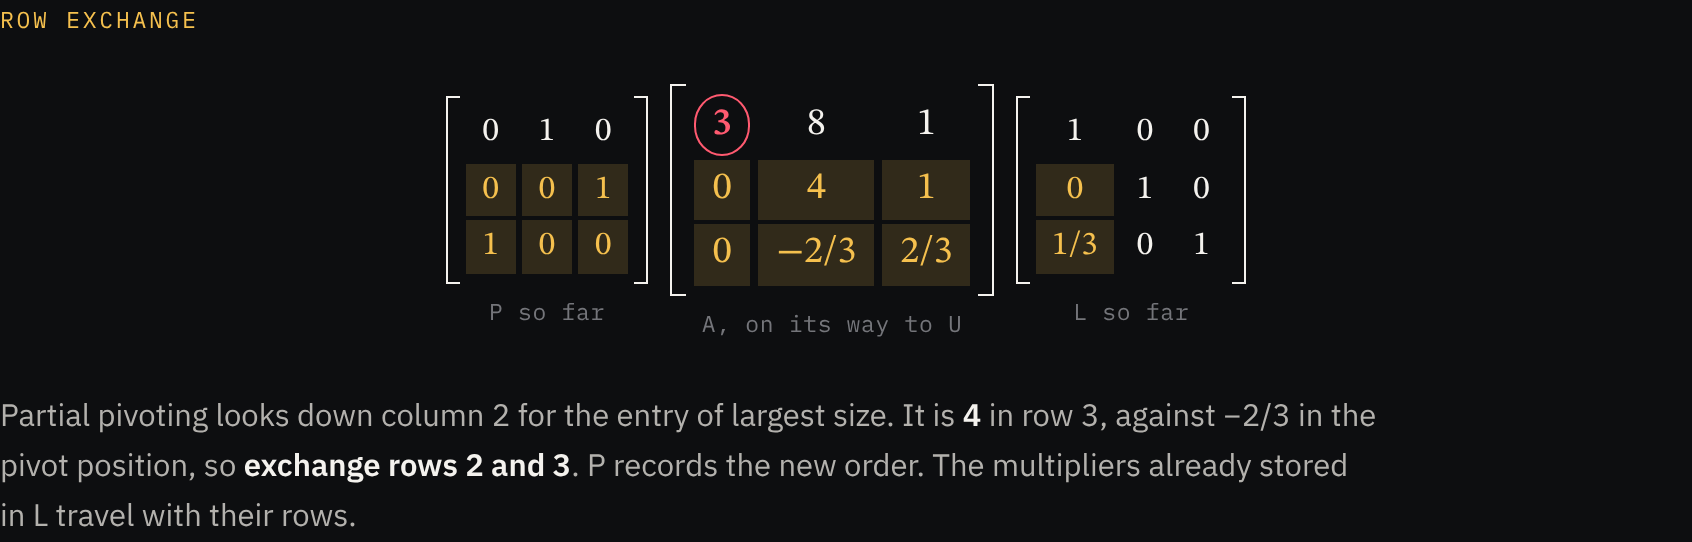 ROW EXCHANGE
0 1 0 3 8 1 1 0 0
0 0 1 0 4 1 0 1 0
1 0 0 0 −2/3 2/3 1/3 0 1
P so far A, on its way to U L so far
Partial pivoting looks down column 2 for the entry of largest size. It is 4 in row 3, against −2/3 in the
pivot position, so exchange rows 2 and 3. P records the new order. The multipliers already stored
in L travel with their rows.